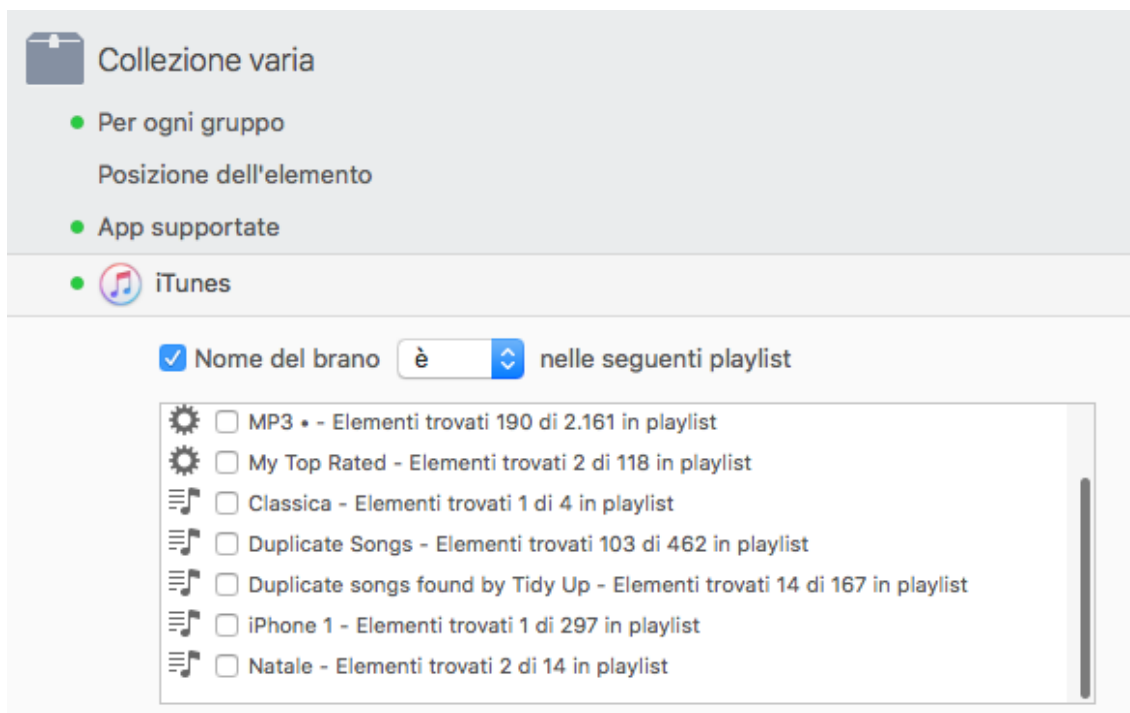 Collezione varia
Per ogni gruppo
Posizione dell'elemento
App supportate
iTunes
Nome del brano è nelle seguenti playlist
MP3 • - Elementi trovati 190 di 2.161 in playlist
My Top Rated - Elementi trovati 2 di 118 in playlist
Classica - Elementi trovati 1 di 4 in playlist
Duplicate Songs - Elementi trovati 103 di 462 in playlist
Duplicate songs found by Tidy Up - Elementi trovati 14 di 167 in playlist
iPhone 1 - Elementi trovati 1 di 297 in playlist
Natale - Elementi trovati 2 di 14 in playlist